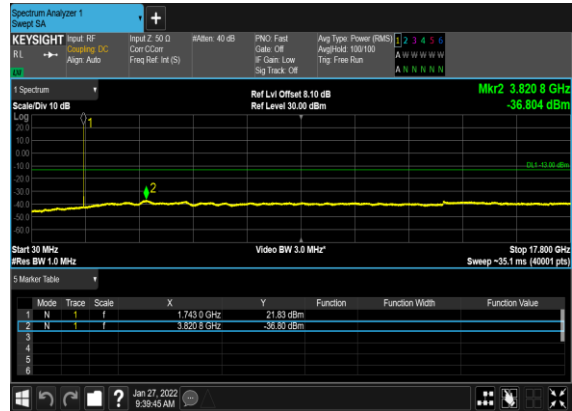 Spectrum Analyzer 1
Swept SA
+
KEYSIGHT Input: RF Input Z: 50 Ω #Atten: 40 dB PNO: Fast Avg Type: Power (RMS) 1 2 3 4 5 6
RL Coupling: DC Corr CCorr Gate: Off Avg|Hold: 100/100 A W W W W W
Align: Auto Freq Ref: Int (S) IF Gain: Low Trig: Free Run
Sig Track: Off A N N N N N
1 Spectrum Ref Lvl Offset 8.10 dB Mkr2 3.820 8 GHz
Scale/Div 10 dB Ref Level 30.00 dBm -36.804 dBm
Log
1
20.0
10.0
0.00
-10.0
DL1 -13.00 dBm
-20.0
-30.0
2
-40.0
-50.0
-60.0
Start 30 MHz Video BW 3.0 MHz* Stop 17.800 GHz
#Res BW 1.0 MHz Sweep ~35.1 ms (40001 pts)
5 Marker Table
Mode Trace Scale X Y Function Function Width Function Value
1 N 1 f 1.743 0 GHz 21.83 dBm
2 N 1 f 3.820 8 GHz -36.80 dBm
3
4
5
6
? Jan 27, 2022
9:39:45 AM